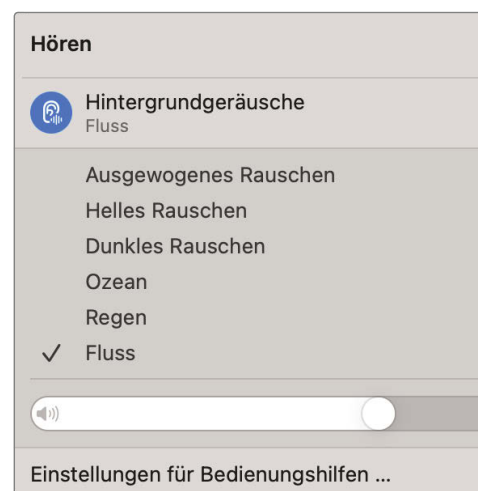 Hören
Hintergrundgeräusche
Fluss
Ausgewogenes Rauschen
Helles Rauschen
Dunkles Rauschen
Ozean
Regen
Fluss
Einstellungen für Bedienungshilfen ...